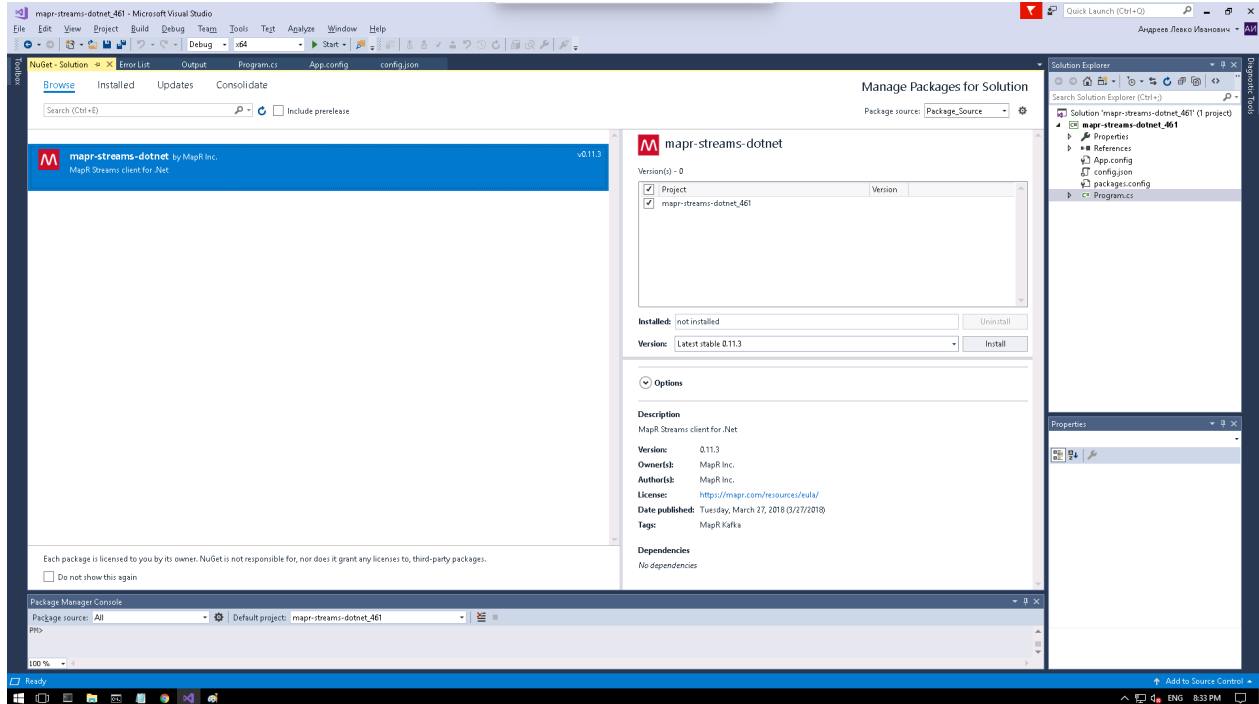 mapr-streams-dotnet_461 - Microsoft Visual Studio
Quick Launch (Ctrl+Q)
File Edit View Project Build Debug Team Tools Test Analyze Window Help
Андреев Левко Иванович АИ
Debug x64 Start
Toolbox
NuGet - Solution Error List Output Program.cs App.config config.json
Browse Installed Updates Consolidate
Manage Packages for Solution
Search (Ctrl+E) Include prerelease
Package source: Package_Source
mapr-streams-dotnet by MapR Inc. v0.11.3
MapR Streams client for .Net
mapr-streams-dotnet
Version(s) - 0
Project Version
mapr-streams-dotnet_461
Installed: not installed Uninstall
Version: Latest stable 0.11.3 Install
Options
Description
MapR Streams client for .Net
Version: 0.11.3
Owner(s): MapR Inc.
Author(s): MapR Inc.
License: https://mapr.com/resources/eula/
Date published: Tuesday, March 27, 2018 (3/27/2018)
Tags: MapR Kafka
Dependencies
No dependencies
Each package is licensed to you by its owner. NuGet is not responsible for, nor does it grant any licenses to, third-party packages.
Do not show this again
Solution Explorer
Search Solution Explorer (Ctrl+;)
Solution 'mapr-streams-dotnet_461' (1 project)
mapr-streams-dotnet_461
Properties
References
App.config
config.json
packages.config
Program.cs
Diagnostic Tools
Properties
Package Manager Console
Package source: All Default project: mapr-streams-dotnet_461
PM>
100 %
Ready
Add to Source Control
ENG 8:33 PM